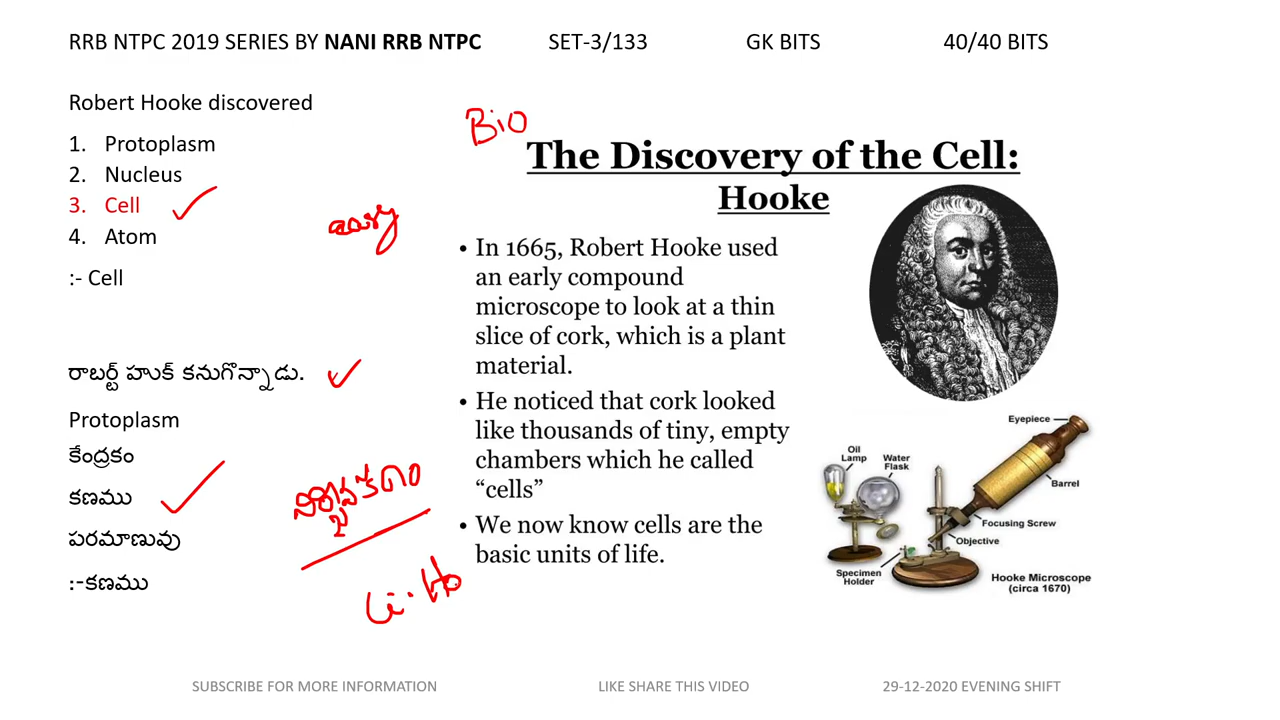 RRB NTPC 2019 SERIES BY NANI RRB NTPC SET-3/133 GK BITS 40/40 BITS
Robert Hooke discovered
1. Protoplasm
2. Nucleus
3. Cell
4. Atom
:- Cell
రాబర్ట్ హుక్ కనుగొన్నాడు.
Protoplasm
కేంద్రకం
కణము
పరమాణువు
:-కణము
Bio
easy
The Discovery of the Cell:
Hooke
• In 1665, Robert Hooke used
an early compound
microscope to look at a thin
slice of cork, which is a plant
material.
• He noticed that cork looked
like thousands of tiny, empty
chambers which he called
“cells”
• We now know cells are the
basic units of life.
Eyepiece
Oil
Lamp
Water
Flask
Barrel
Focusing Screw
Objective
Specimen
Holder
Hooke Microscope
(circa 1670)
SUBSCRIBE FOR MORE INFORMATION LIKE SHARE THIS VIDEO 29-12-2020 EVENING SHIFT